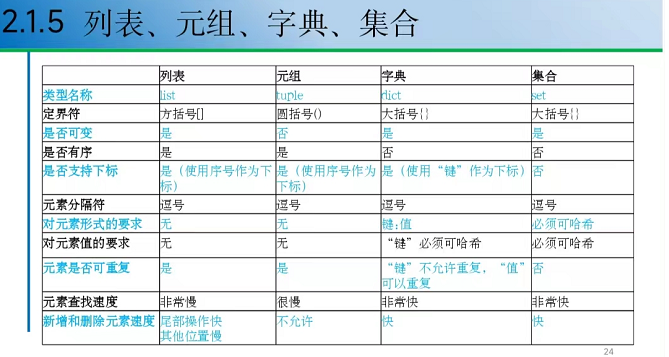 2.1.5 列表、元组、字典、集合
列表 元组 字典 集合
类型名称 list tuple dict set
定界符 方括号[] 圆括号() 大括号{} 大括号{}
是否可变 是 否 是 是
是否有序 是 是 否 否
是否支持下标 是（使用序号作为下标） 是（使用序号作为下标） 是（使用“键”作为下标） 否
元素分隔符 逗号 逗号 逗号 逗号
对元素形式的要求 无 无 键:值 必须可哈希
对元素值的要求 无 无 “键”必须可哈希 必须可哈希
元素是否可重复 是 是 “键”不允许重复，“值”可以重复 否
元素查找速度 非常慢 很慢 非常快 非常快
新增和删除元素速度 尾部操作快 不允许 快 快
其他位置慢
24